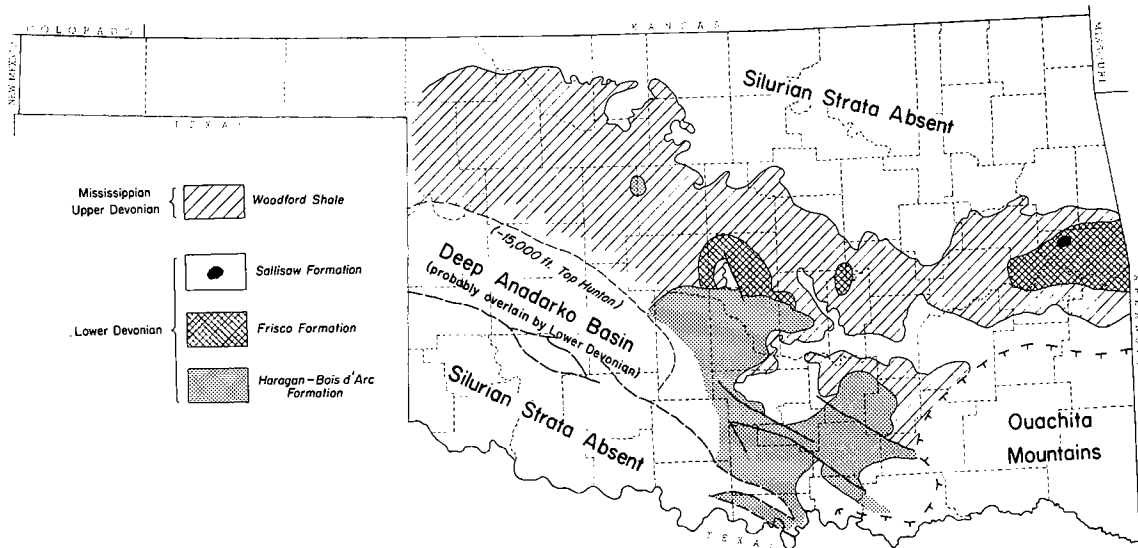 COLORADO
KANSAS
NEW MEXICO
MISSOURI
TEXAS
Silurian Strata Absent
Mississippian
Upper Devonian
Woodford Shale
Sallisaw Formation
Lower Devonian
Frisco Formation
Haragan–Bois d'Arc
Formation
(-15,000 ft. Top Hunton)
Deep Anadarko Basin
(probably overlain by Lower Devonian)
Silurian Strata Absent
Ouachita
Mountains
TEXAS